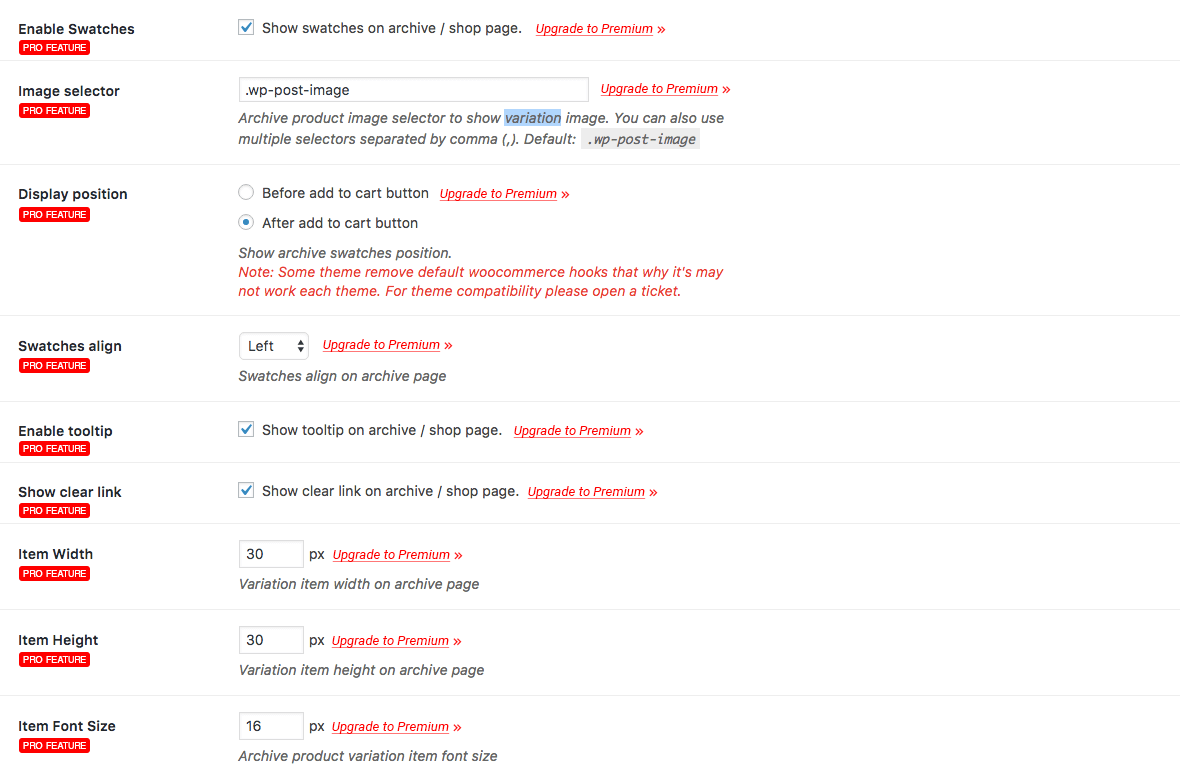 Enable Swatches
PRO FEATURE
Show swatches on archive / shop page. Upgrade to Premium »
Image selector
PRO FEATURE
.wp-post-image Upgrade to Premium »
Archive product image selector to show variation image. You can also use
multiple selectors separated by comma (,). Default: .wp-post-image
Display position
PRO FEATURE
Before add to cart button Upgrade to Premium »
After add to cart button
Show archive swatches position.
Note: Some theme remove default woocommerce hooks that why it's may
not work each theme. For theme compatibility please open a ticket.
Swatches align
PRO FEATURE
Left Upgrade to Premium »
Swatches align on archive page
Enable tooltip
PRO FEATURE
Show tooltip on archive / shop page. Upgrade to Premium »
Show clear link
PRO FEATURE
Show clear link on archive / shop page. Upgrade to Premium »
Item Width
PRO FEATURE
30 px Upgrade to Premium »
Variation item width on archive page
Item Height
PRO FEATURE
30 px Upgrade to Premium »
Variation item height on archive page
Item Font Size
PRO FEATURE
16 px Upgrade to Premium »
Archive product variation item font size